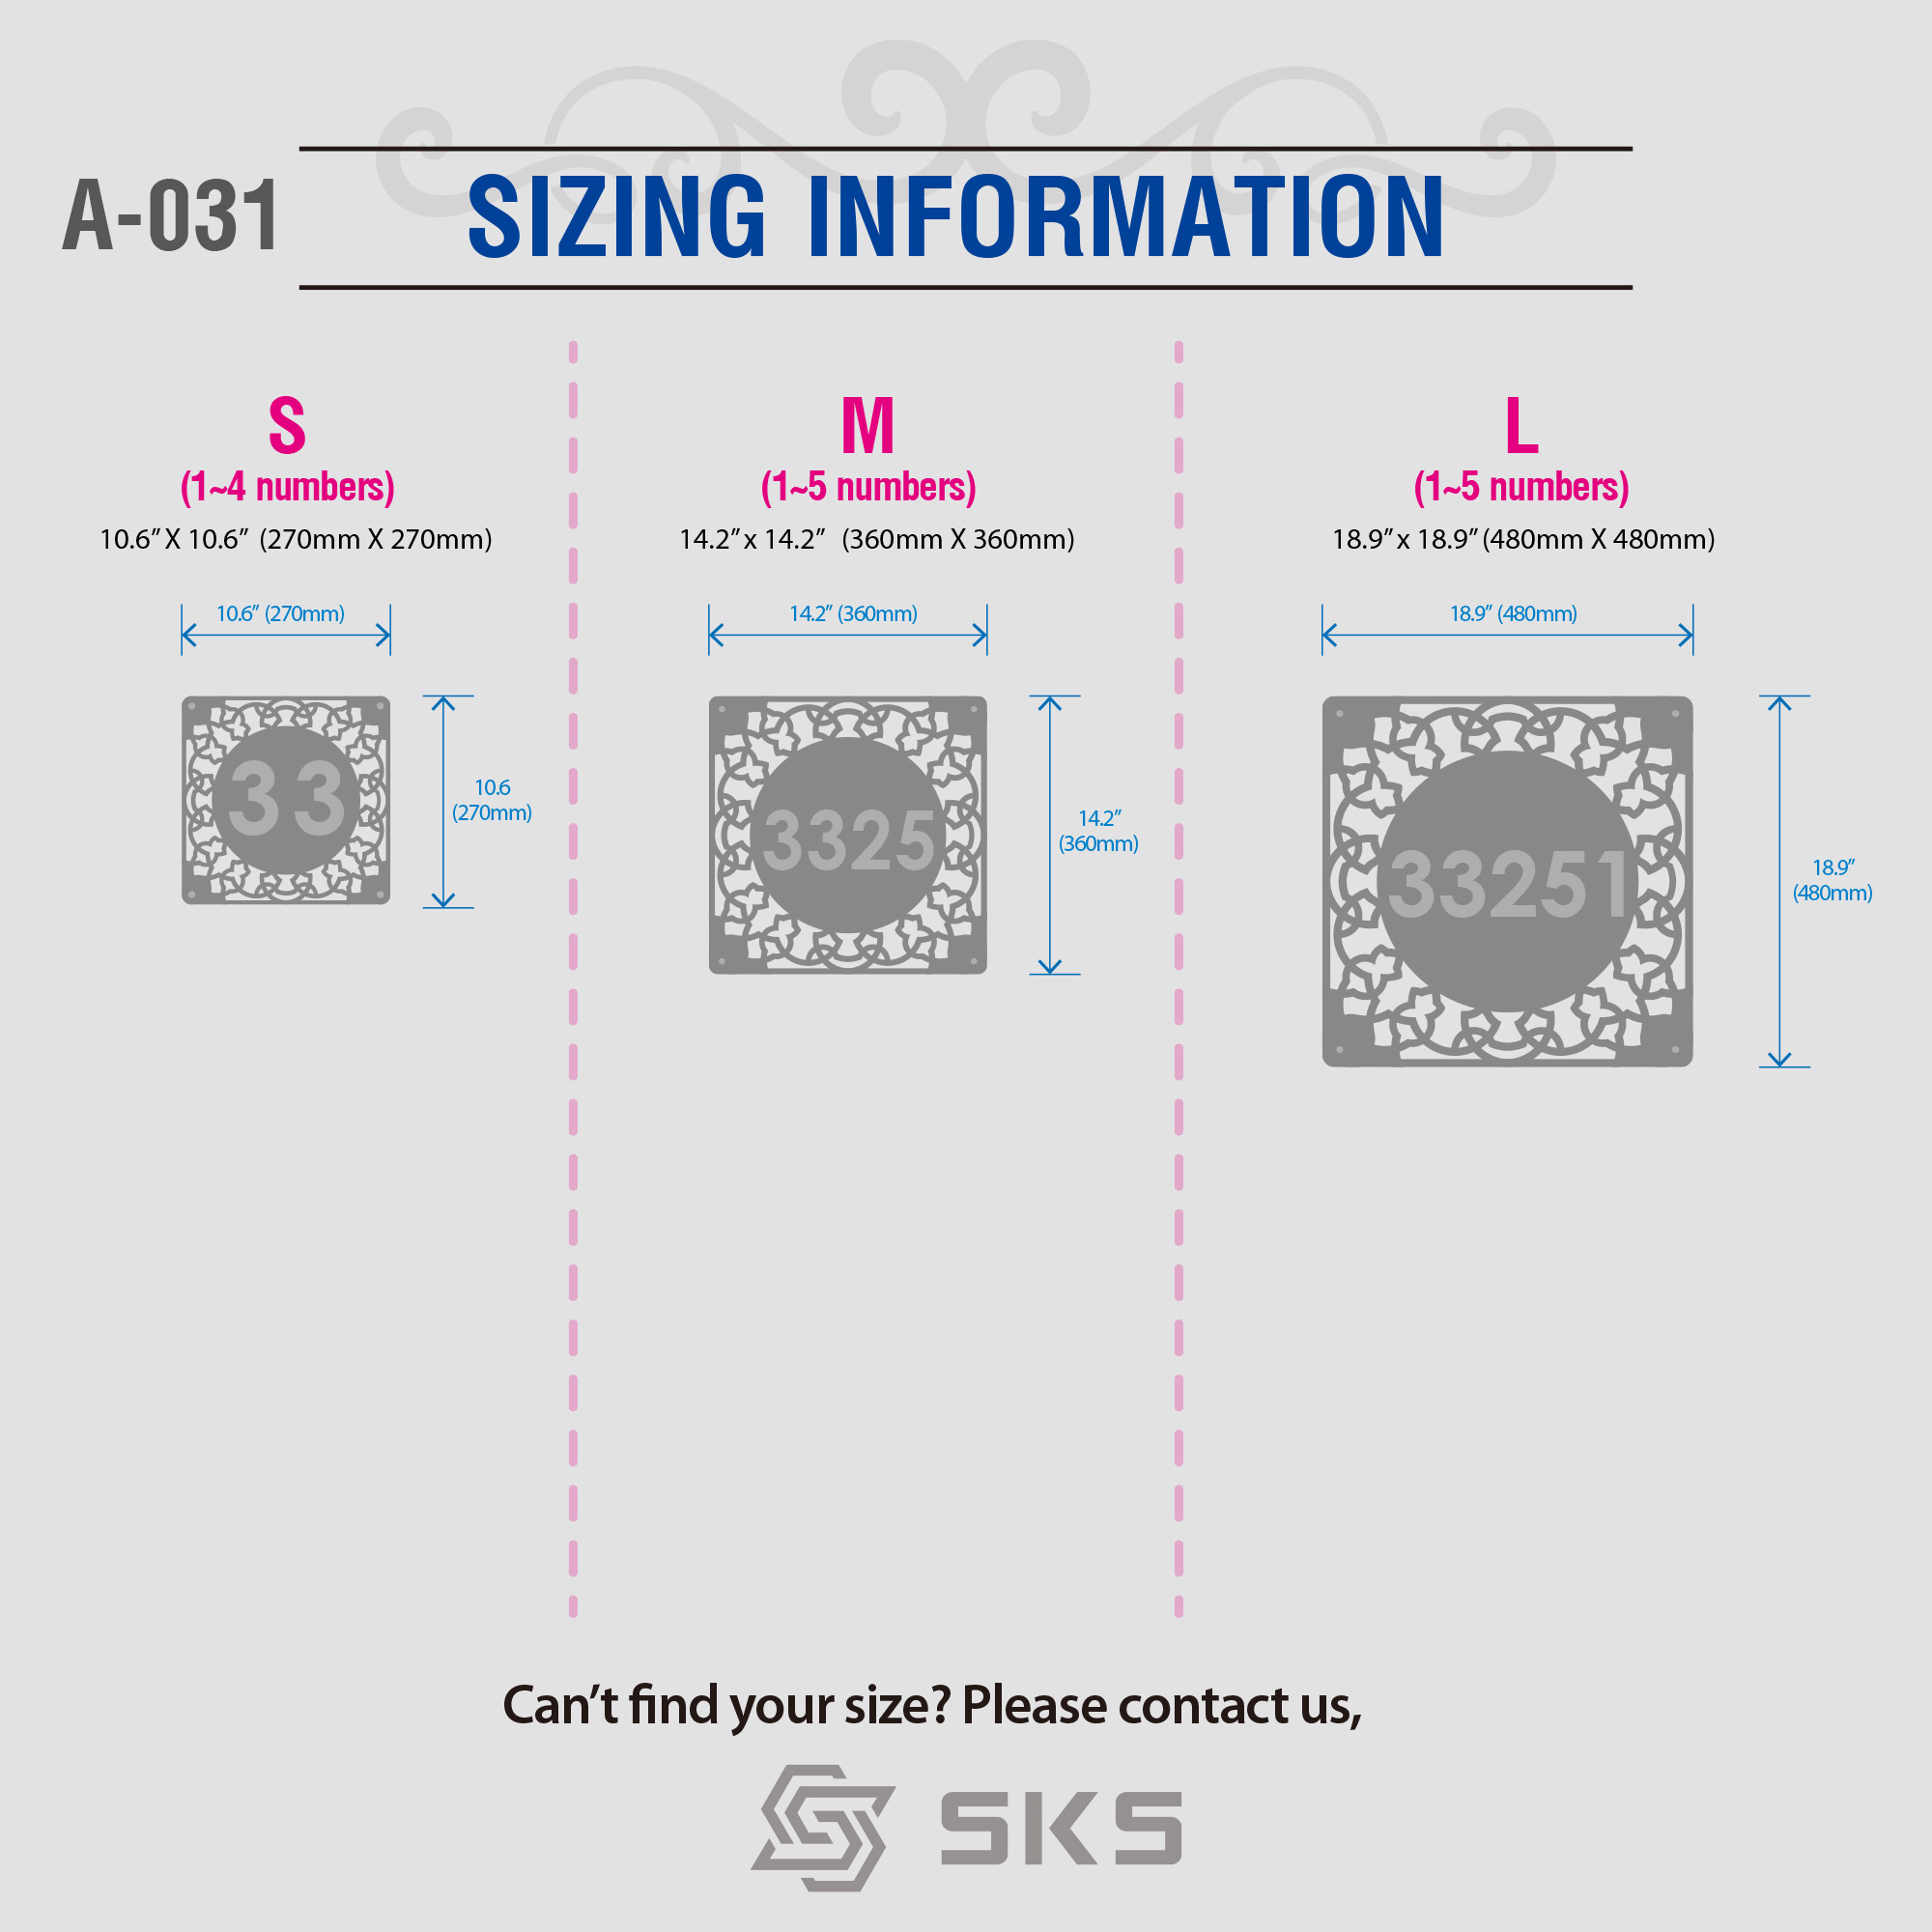 A-031
SIZING INFORMATION
S
(1~4 numbers)
10.6” X 10.6” (270mm X 270mm)
10.6” (270mm)
33
10.6
(270mm)
M
(1~5 numbers)
14.2” x 14.2” (360mm X 360mm)
14.2” (360mm)
3325
14.2”
(360mm)
L
(1~5 numbers)
18.9” x 18.9” (480mm X 480mm)
18.9” (480mm)
33251
18.9”
(480mm)
Can’t find your size? Please contact us,
SKS